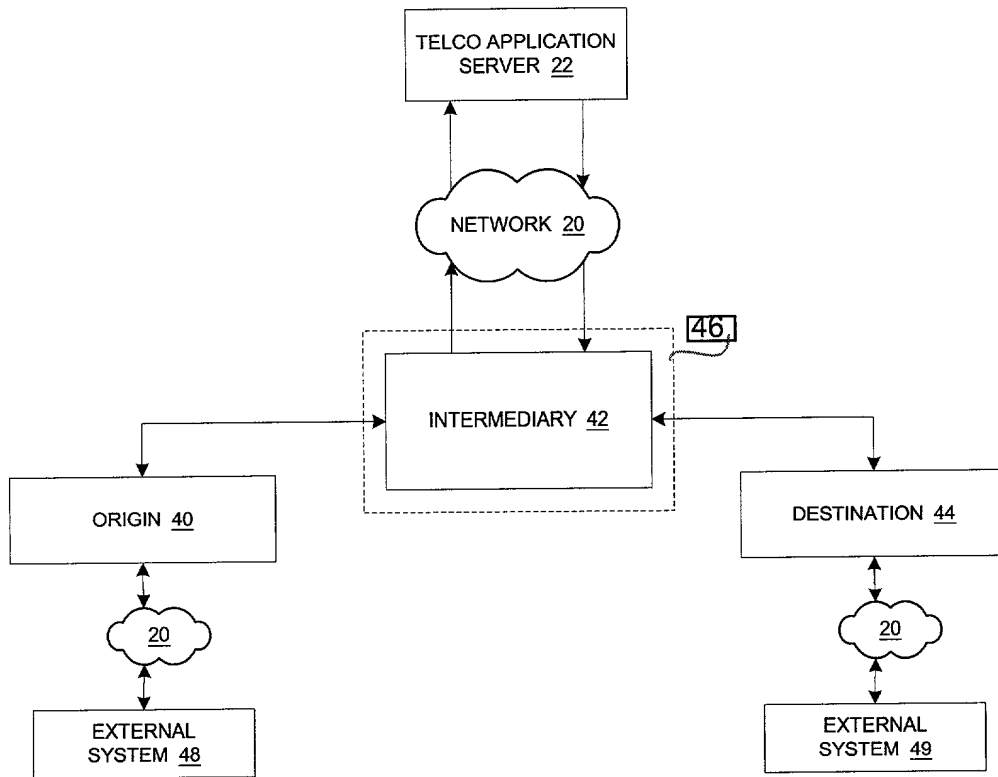 TELCO APPLICATION
SERVER 22
NETWORK 20
46
INTERMEDIARY 42
ORIGIN 40
DESTINATION 44
20
20
EXTERNAL
SYSTEM 48
EXTERNAL
SYSTEM 49